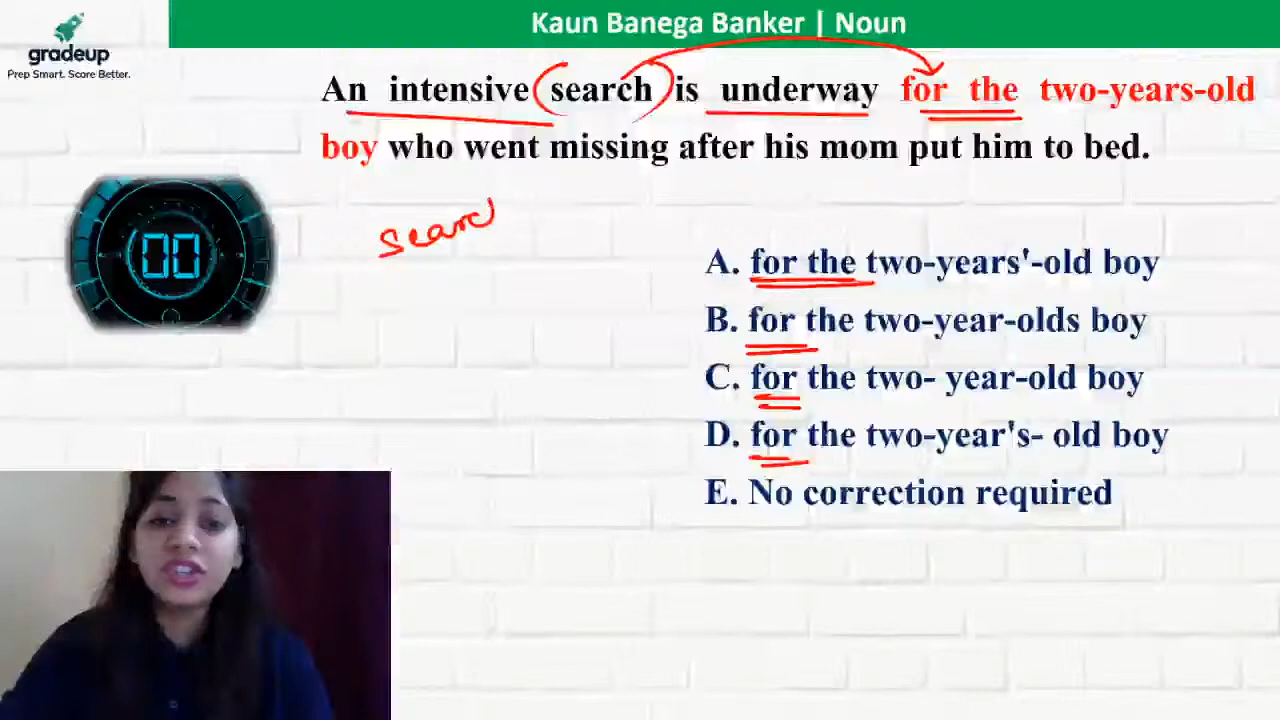 Kaun Banega Banker | Noun
gradeup
Prep Smart. Score Better.
An intensive search is underway for the two-years-old
boy who went missing after his mom put him to bed.
searc
00
A. for the two-years'-old boy
B. for the two-year-olds boy
C. for the two- year-old boy
D. for the two-year's- old boy
E. No correction required